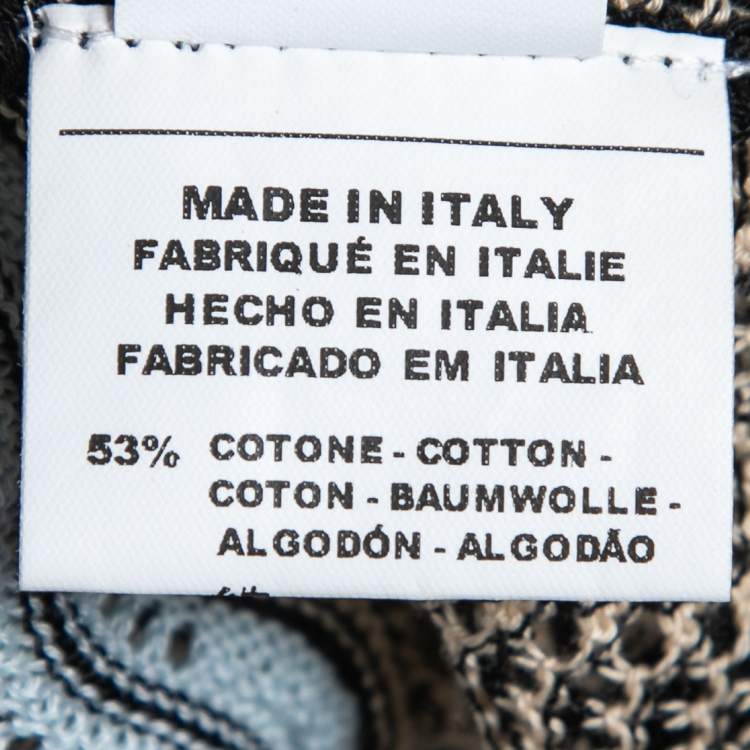 MADE IN ITALY
FABRIQUÉ EN ITALIE
HECHO EN ITALIA
FABRICADO EM ITALIA
53% COTONE - COTTON -
COTON - BAUMWOLLE -
ALGODÓN - ALGODÃO